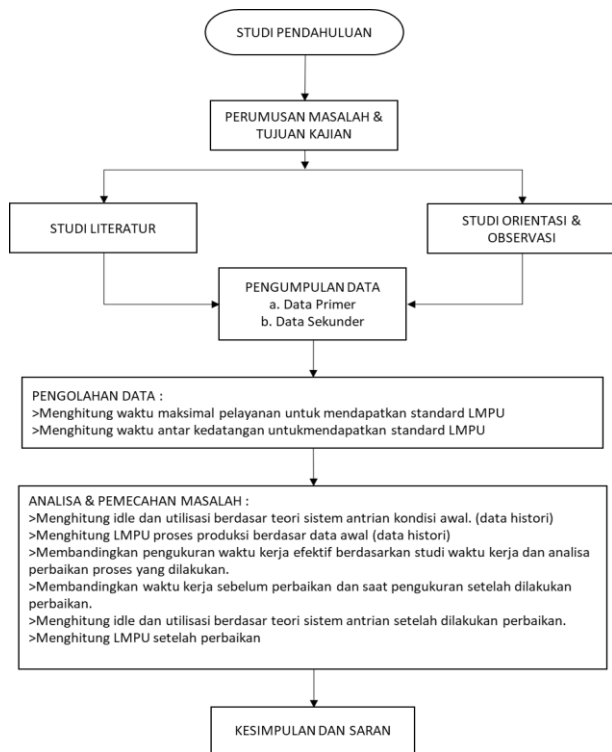 STUDI PENDAHULUAN
PERUMUSAN MASALAH &
TUJUAN KAJIAN
STUDI LITERATUR
STUDI ORIENTASI &
OBSERVASI
PENGUMPULAN DATA
a. Data Primer
b. Data Sekunder
PENGOLAHAN DATA :
>Menghitung waktu maksimal pelayanan untuk mendapatkan standard LMPU
>Menghitung waktu antar kedatangan untukmendapatkan standard LMPU
ANALISA & PEMECAHAN MASALAH :
>Menghitung idle dan utilisasi berdasar teori sistem antrian kondisi awal. (data histori)
>Menghitung LMPU proses produksi berdasar data awal (data histori)
>Membandingkan pengukuran waktu kerja efektif berdasarkan studi waktu kerja dan analisa
perbaikan proses yang dilakukan.
>Membandingkan waktu kerja sebelum perbaikan dan saat pengukuran setelah dilakukan
perbaikan.
>Menghitung idle dan utilisasi berdasar teori sistem antrian setelah dilakukan perbaikan.
>Menghitung LMPU setelah perbaikan
KESIMPULAN DAN SARAN